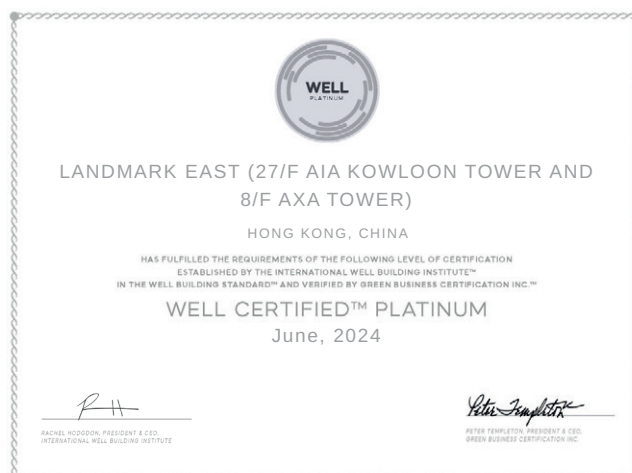 WELL
PLATINUM
LANDMARK EAST (27/F AIA KOWLOON TOWER AND
8/F AXA TOWER)
HONG KONG, CHINA
HAS FULFILLED THE REQUIREMENTS OF THE FOLLOWING LEVEL OF CERTIFICATION
ESTABLISHED BY THE INTERNATIONAL WELL BUILDING INSTITUTE™
IN THE WELL BUILDING STANDARD™ AND VERIFIED BY GREEN BUSINESS CERTIFICATION INC.™
WELL CERTIFIED™ PLATINUM
June, 2024
Peter Templeton
RACHEL HODGDON, PRESIDENT & CEO,
INTERNATIONAL WELL BUILDING INSTITUTE
PETER TEMPLETON, PRESIDENT & CEO,
GREEN BUSINESS CERTIFICATION INC.